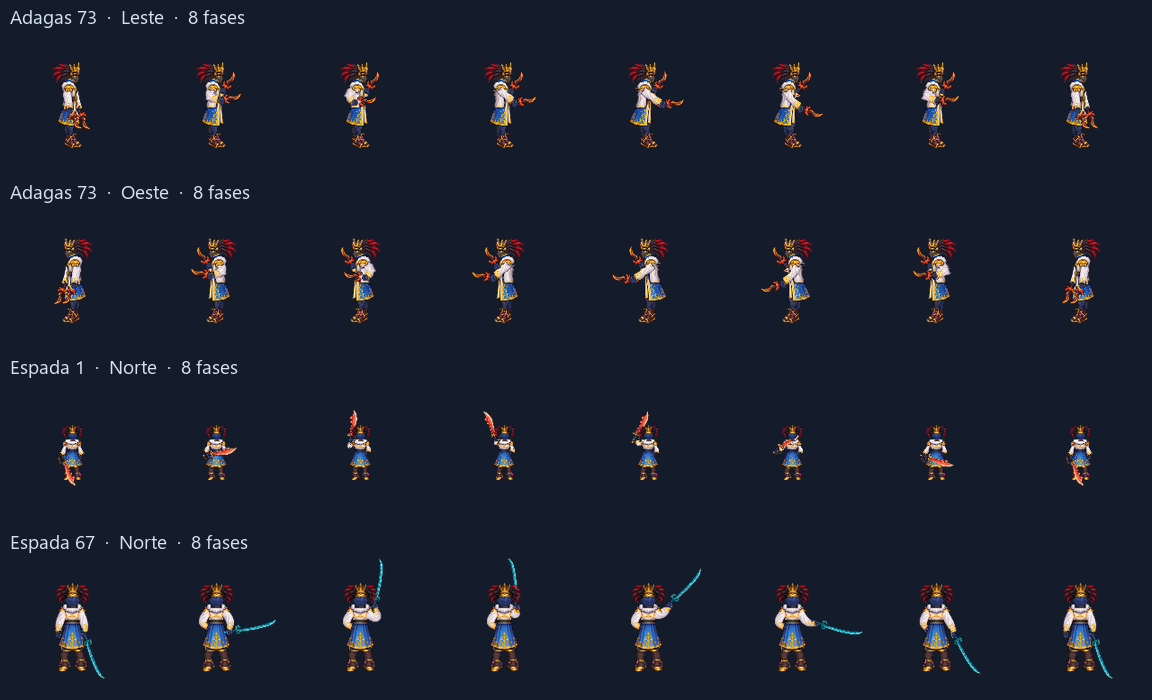 Adagas 73 · Leste · 8 fases
Adagas 73 · Oeste · 8 fases
Espada 1 · Norte · 8 fases
Espada 67 · Norte · 8 fases